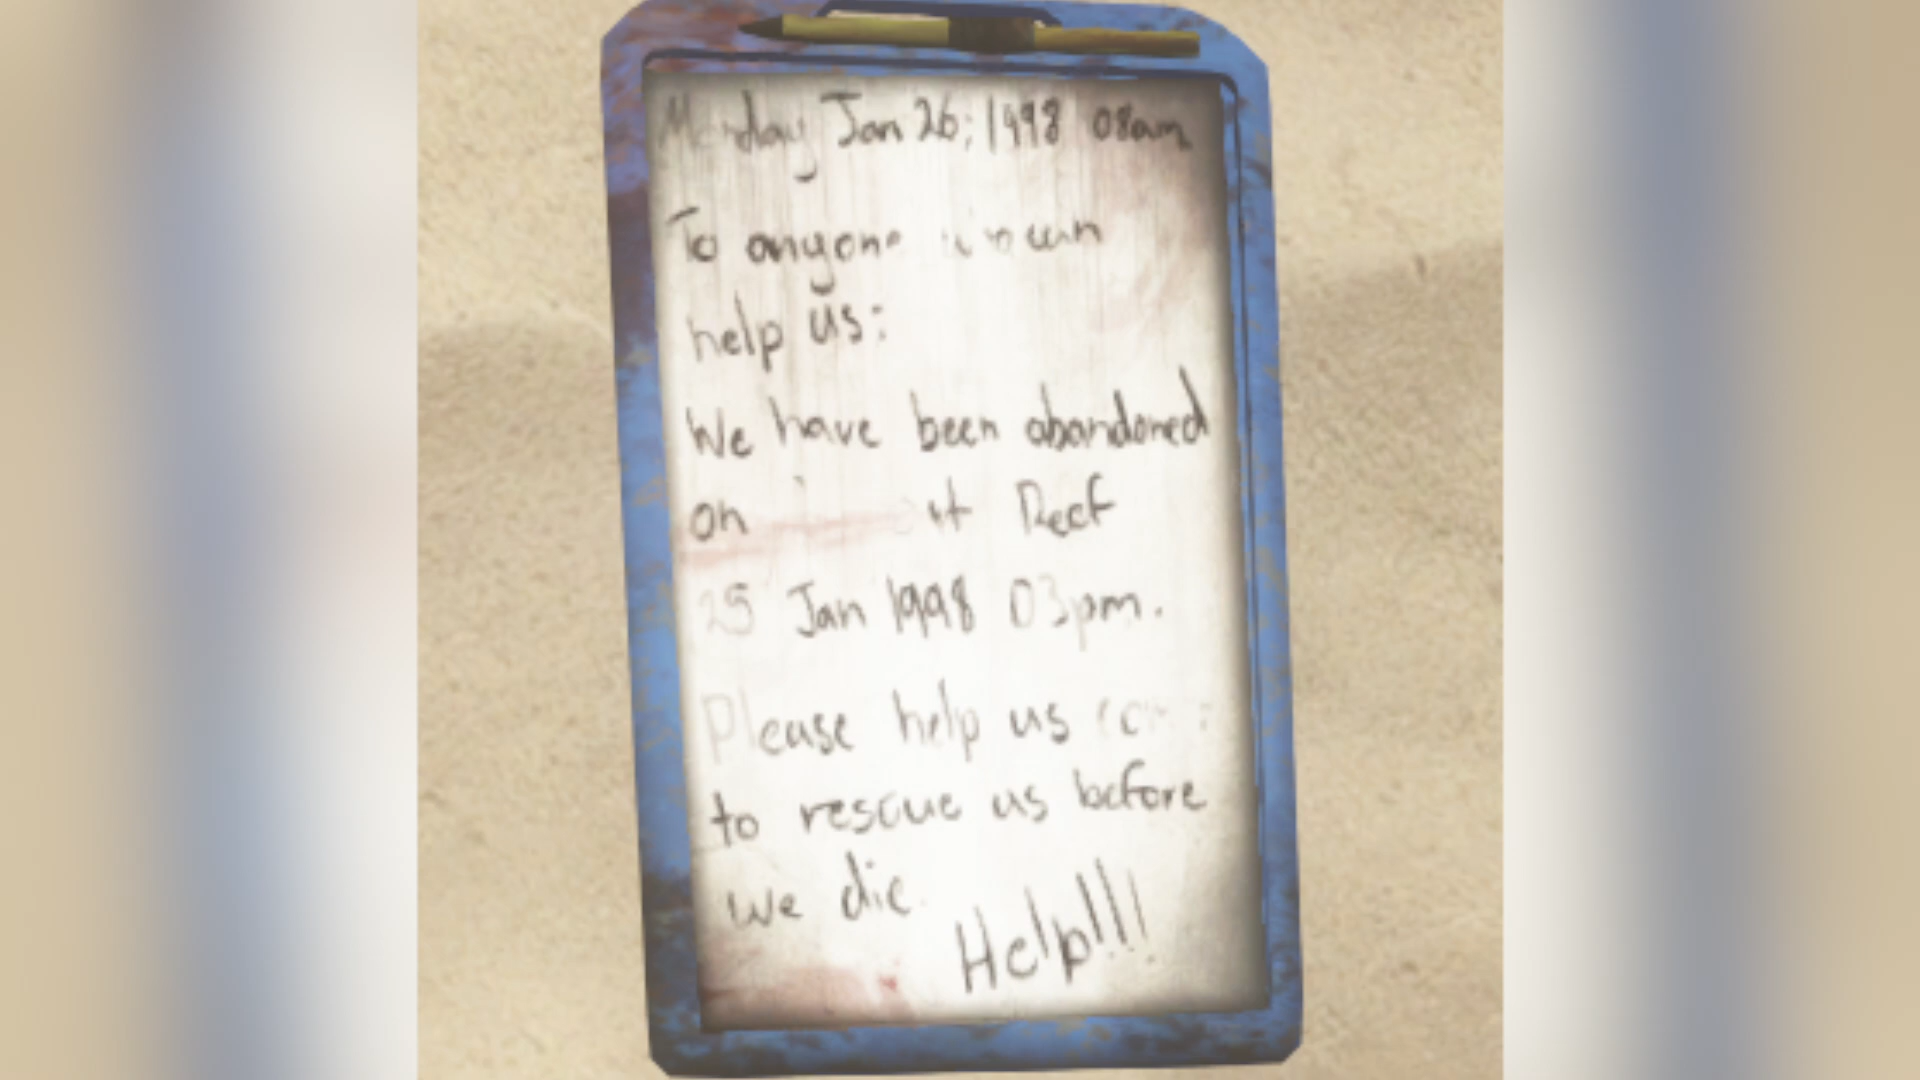 Monday Jan 26; 1998 08am
To anyone
help us:
We have been abandoned
on Reef
25 Jan 1998 03pm.
Please help us
to rescue us before
we die.
Help!!!